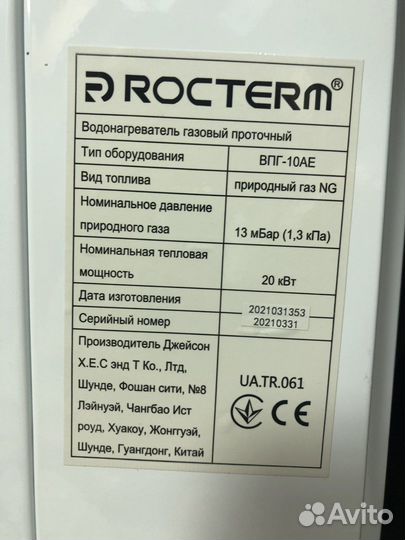 ROCTERM®
Водонагреватель газовый проточный
Тип оборудования ВПГ-10АЕ
Вид топлива природный газ NG
Номинальное давление
природного газа 13 мБар (1,3 кПа)
Номинальная тепловая
мощность 20 кВт
Дата изготовления 2021031353
Серийный номер 20210331
Производитель Джейсон
Х.Е.С энд Т Ко., Лтд,
Шунде, Фошан сити, №8
Лэйнуэй, Чангбао Ист
роуд, Хуакоу, Жонггуэй,
Шунде, Гуангдонг, Китай
UA.TR.061
CE
Avito